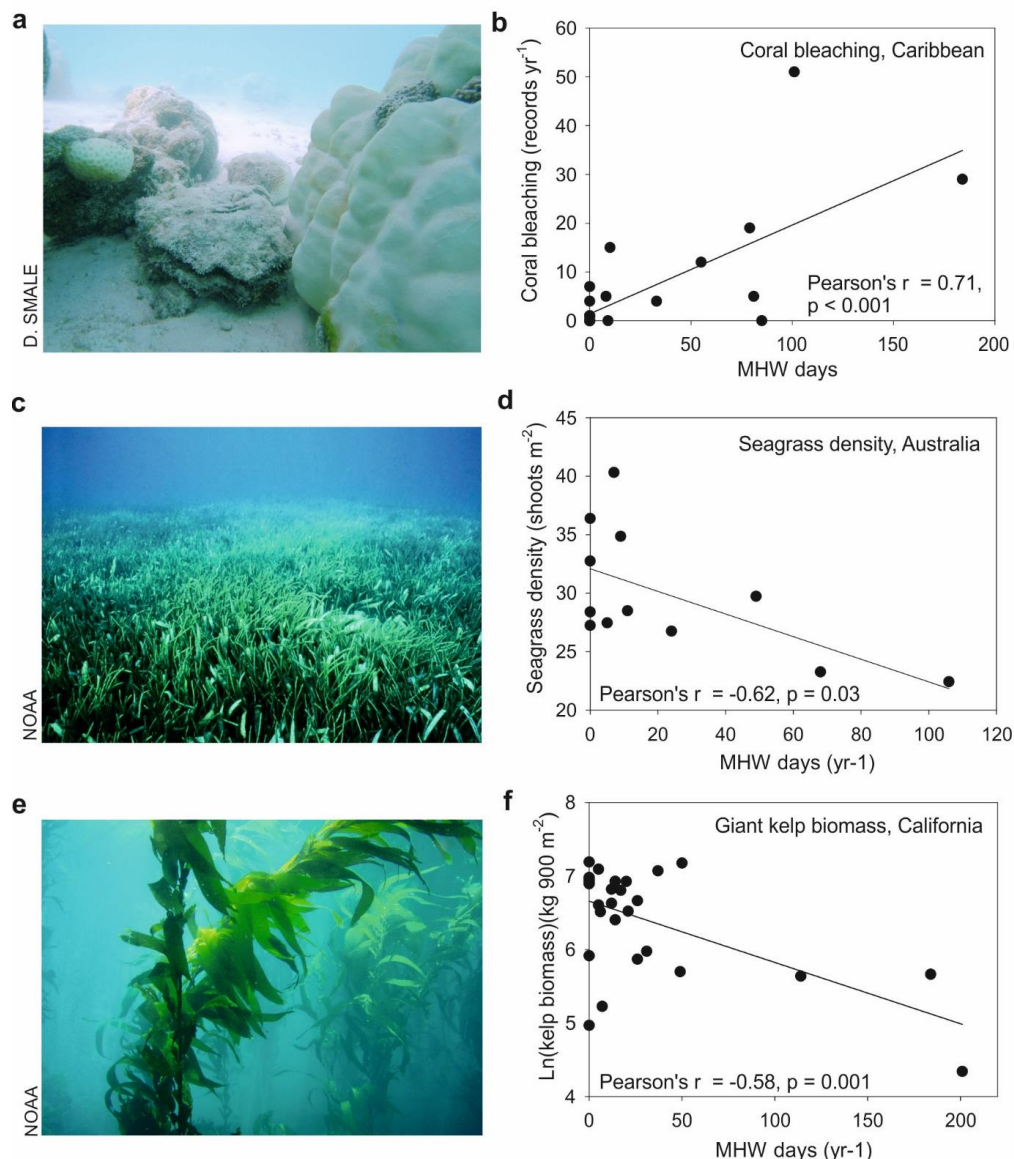 a
D. SMALE
b
Coral bleaching, Caribbean
Coral bleaching (records yr⁻¹)
60
50
40
30
20
10
0
Pearson's r = 0.71,
p < 0.001
0 50 100 150 200
MHW days
c
NOAA
d
Seagrass density, Australia
Seagrass density (shoots m⁻²)
45
40
35
30
25
20
Pearson's r = -0.62, p = 0.03
0 20 40 60 80 100 120
MHW days (yr-1)
e
NOAA
f
Giant kelp biomass, California
Ln(kelp biomass)(kg 900 m⁻²)
8
7
6
5
4
Pearson's r = -0.58, p = 0.001
0 50 100 150 200
MHW days (yr-1)